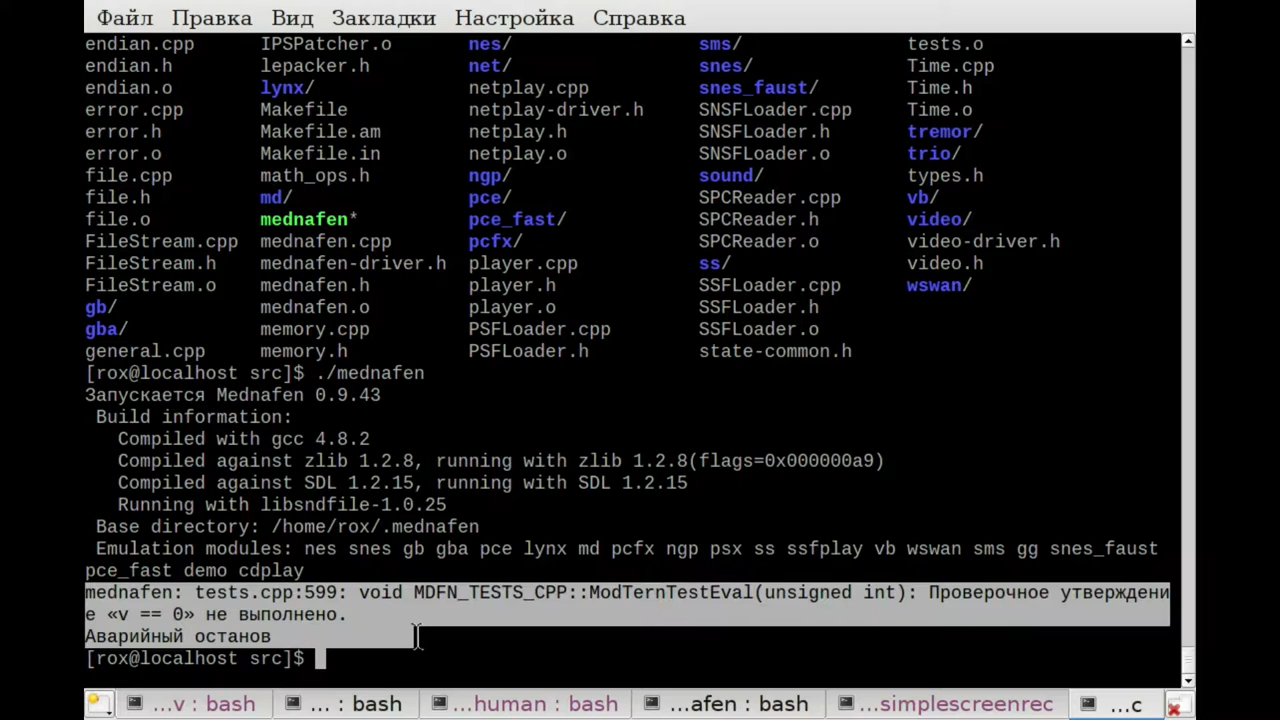 Файл Правка Вид Закладки Настройка Справка
endian.cpp IPSPatcher.o nes/ sms/ tests.o
endian.h lepacker.h net/ snes/ Time.cpp
endian.o lynx/ netplay.cpp snes_faust/ Time.h
error.cpp Makefile netplay-driver.h SNSFLoader.cpp Time.o
error.h Makefile.am netplay.h SNSFLoader.h tremor/
error.o Makefile.in netplay.o SNSFLoader.o trio/
file.cpp math_ops.h ngp/ sound/ types.h
file.h md/ pce/ SPCReader.cpp vb/
file.o mednafen* pce_fast/ SPCReader.h video/
FileStream.cpp mednafen.cpp pcfx/ SPCReader.o video-driver.h
FileStream.h mednafen-driver.h player.cpp ss/ video.h
FileStream.o mednafen.h player.h SSFLoader.cpp wswan/
gb/ mednafen.o player.o SSFLoader.h
gba/ memory.cpp PSFLoader.cpp SSFLoader.o
general.cpp memory.h PSFLoader.h state-common.h
[rox@localhost src]$ ./mednafen
Запускается Mednafen 0.9.43
Build information:
Compiled with gcc 4.8.2
Compiled against zlib 1.2.8, running with zlib 1.2.8(flags=0x000000a9)
Compiled against SDL 1.2.15, running with SDL 1.2.15
Running with libsndfile-1.0.25
Base directory: /home/rox/.mednafen
Emulation modules: nes snes gb gba pce lynx md pcfx ngp psx ss ssfplay vb wswan sms gg snes_faust
pce_fast demo cdplay
mednafen: tests.cpp:599: void MDFN_TESTS_CPP::ModTernTestEval(unsigned int): Проверочное утверждени
е «v == 0» не выполнено.
Аварийный останов
[rox@localhost src]$
...v : bash ... : bash ...human : bash ...afen : bash ...simplescreenrec ...c